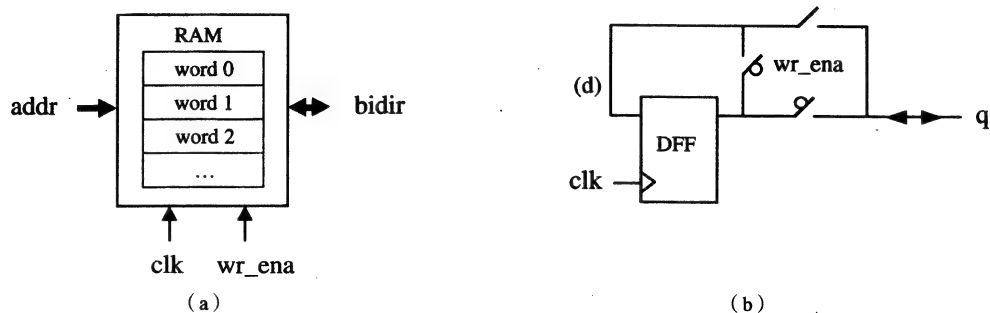 RAM
word 0
word 1
word 2
...
addr
bidir
clk
wr_ena
(a)
wr_ena
(d)
DFF
clk
q
(b)